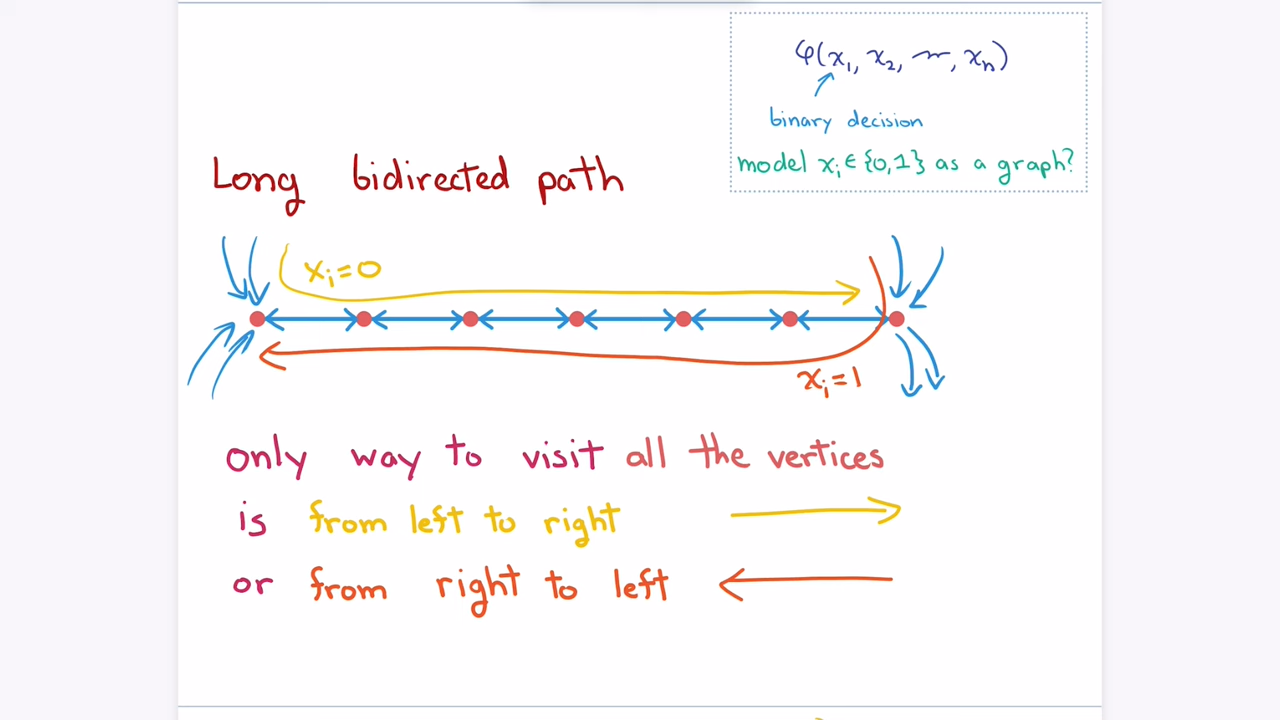 φ(x₁, x₂, ~, xₙ)
binary decision
model xᵢ ∈ {0,1} as a graph?
Long bidirected path
xᵢ=0
xᵢ=1
only way to visit all the vertices
is from left to right
or from right to left